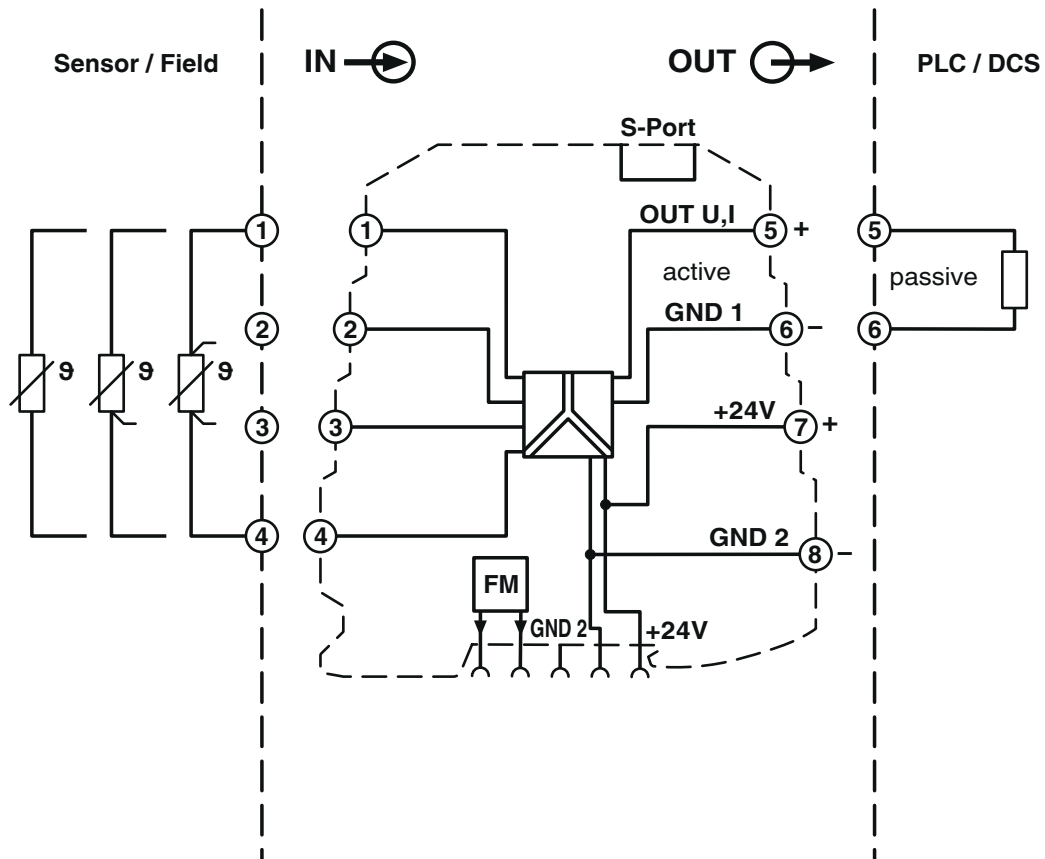 Sensor / Field
IN
OUT
PLC / DCS
S-Port
1
1
OUT U,I
5
+
5
active
passive
2
2
GND 1
6
–
6
ϑ
ϑ
ϑ
3
3
+24V
7
+
4
4
GND 2
8
–
FM
GND 2
+24V